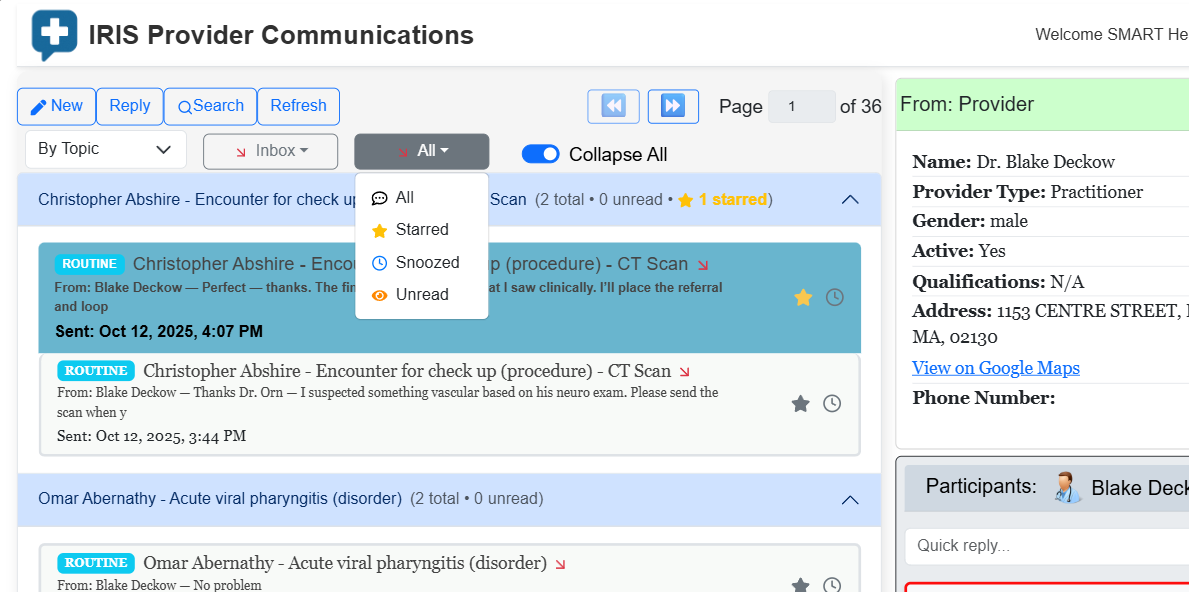 IRIS Provider Communications
Welcome SMART He
New Reply Search Refresh
Page 1 of 36
By Topic Inbox All Collapse All
All
Starred
Snoozed
Unread
Christopher Abshire - Encounter for check up Scan (2 total • 0 unread • 1 starred)
ROUTINE Christopher Abshire - Enco p (procedure) - CT Scan
From: Blake Deckow — Perfect — thanks. The fin at I saw clinically. I'll place the referral
and loop
Sent: Oct 12, 2025, 4:07 PM
ROUTINE Christopher Abshire - Encounter for check up (procedure) - CT Scan
From: Blake Deckow — Thanks Dr. Orn — I suspected something vascular based on his neuro exam. Please send the
scan when y
Sent: Oct 12, 2025, 3:44 PM
Omar Abernathy - Acute viral pharyngitis (disorder) (2 total • 0 unread)
ROUTINE Omar Abernathy - Acute viral pharyngitis (disorder)
From: Blake Deckow — No problem
From: Provider
Name: Dr. Blake Deckow
Provider Type: Practitioner
Gender: male
Active: Yes
Qualifications: N/A
Address: 1153 CENTRE STREET,
MA, 02130
View on Google Maps
Phone Number:
Participants: Blake Deck
Quick reply...